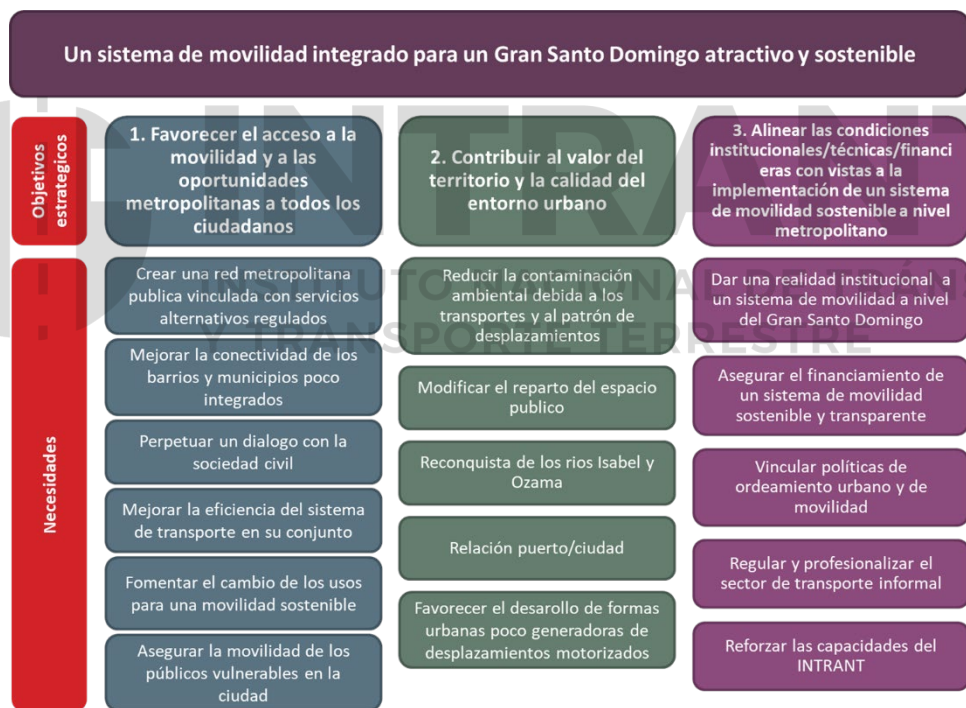 Un sistema de movilidad integrado para un Gran Santo Domingo atractivo y sostenible
Objetivos
estrategicos
1. Favorecer el acceso a la
movilidad y a las
oportunidades
metropolitanas a todos los
ciudadanos
2. Contribuir al valor del
territorio y la calidad del
entorno urbano
3. Alinear las condiciones
institucionales/técnicas/financi
eras con vistas a la
implementación de un sistema
de movilidad sostenible a nivel
metropolitano
Necesidades
Crear una red metropolitana
publica vinculada con servicios
alternativos regulados
Mejorar la conectividad de los
barrios y municipios poco
integrados
Perpetuar un dialogo con la
sociedad civil
Mejorar la eficiencia del sistema
de transporte en su conjunto
Fomentar el cambio de los usos
para una movilidad sostenible
Asegurar la movilidad de los
públicos vulnerables en la
ciudad
Reducir la contaminación
ambiental debida a los
transportes y al patrón de
desplazamientos
Modificar el reparto del espacio
publico
Reconquista de los rios Isabel y
Ozama
Relación puerto/ciudad
Favorecer el desarollo de formas
urbanas poco generadoras de
desplazamientos motorizados
Dar una realidad institucional a
un sistema de movilidad a nivel
del Gran Santo Domingo
Asegurar el financiamiento de
un sistema de movilidad
sostenible y transparente
Vincular políticas de
ordeamiento urbano y de
movilidad
Regular y profesionalizar el
sector de transporte informal
Reforzar las capacidades del
INTRANT
INTRANT
INSTITUTO NACIONAL DE TRÁNS
Y TRANSPORTE TERRESTRE